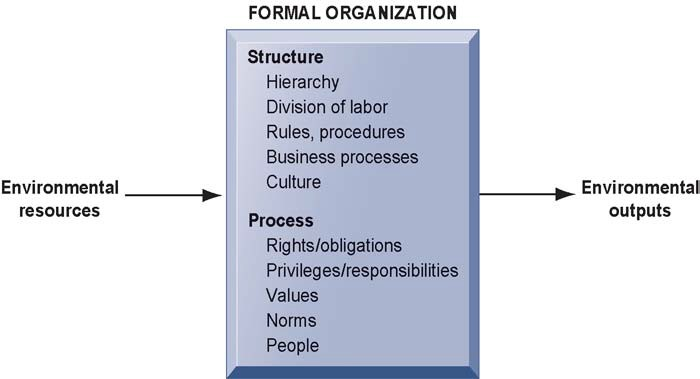 FORMAL ORGANIZATION
Structure
Hierarchy
Division of labor
Rules, procedures
Business processes
Culture
Environmental
resources
Environmental
outputs
Process
Rights/obligations
Privileges/responsibilities
Values
Norms
People